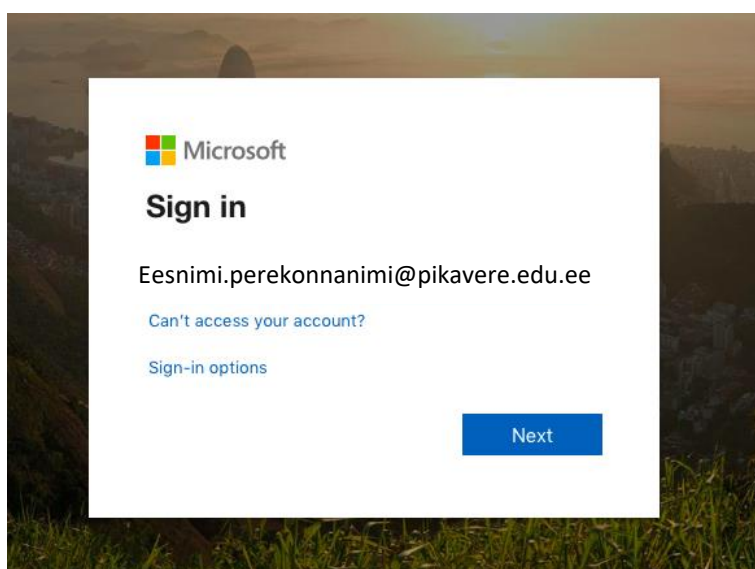 Microsoft
Sign in
Eesnimi.perekonnanimi@pikavere.edu.ee
Can't access your account?
Sign-in options
Next